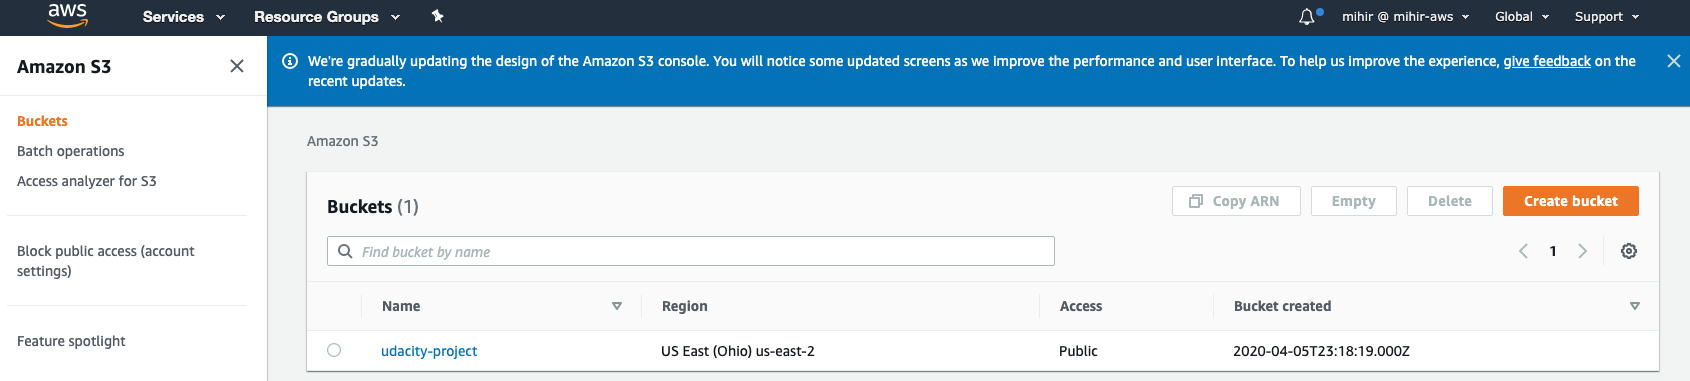 aws Services Resource Groups mihir @ mihir-aws Global Support
Amazon S3
Buckets
Batch operations
Access analyzer for S3
Block public access (account
settings)
Feature spotlight
We're gradually updating the design of the Amazon S3 console. You will notice some updated screens as we improve the performance and user interface. To help us improve the experience, give feedback on the
recent updates.
Amazon S3
Buckets (1) Copy ARN Empty Delete Create bucket
Find bucket by name 1
Name Region Access Bucket created
udacity-project US East (Ohio) us-east-2 Public 2020-04-05T23:18:19.000Z